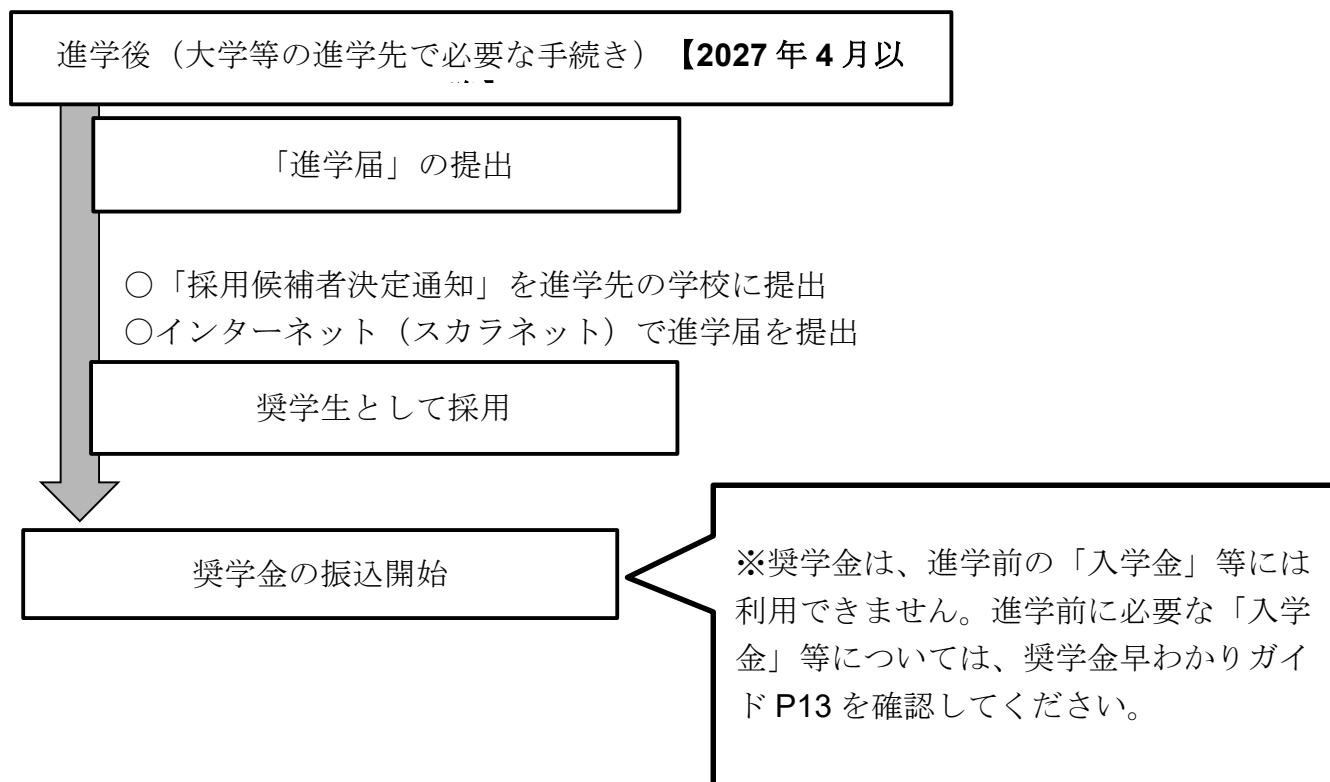 進学後（大学等の進学先で必要な手続き）【2027 年 4 月以
「進学届」の提出
○「採用候補者決定通知」を進学先の学校に提出
○インターネット（スカラネット）で進学届を提出
奨学生として採用
奨学金の振込開始
※奨学金は、進学前の「入学金」等には
利用できません。進学前に必要な「入学
金」等については、奨学金早わかりガイ
ド P13 を確認してください。